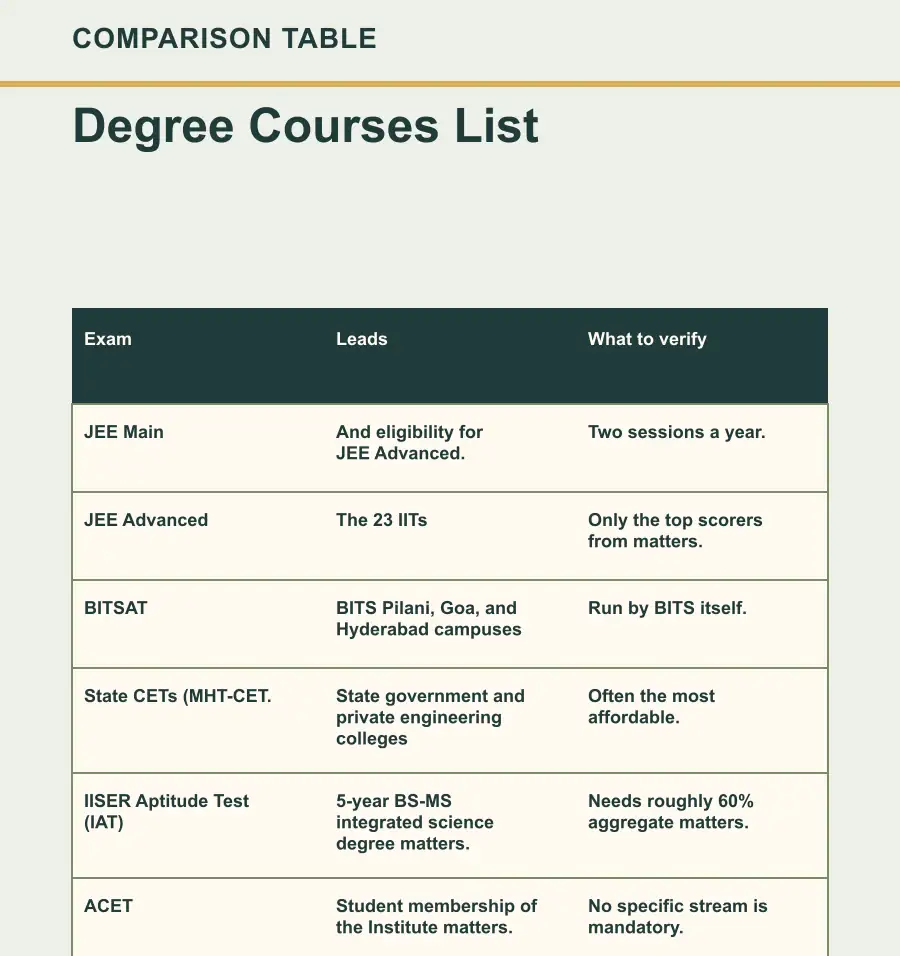 COMPARISON TABLE
Degree Courses List
Exam
Leads
What to verify
JEE Main
And eligibility for
JEE Advanced.
Two sessions a year.
JEE Advanced
The 23 IITs
Only the top scorers
from matters.
BITSAT
BITS Pilani, Goa, and
Hyderabad campuses
Run by BITS itself.
State CETs (MHT-CET.
State government and
private engineering
colleges
Often the most
affordable.
IISER Aptitude Test
(IAT)
5-year BS-MS
integrated science
degree matters.
Needs roughly 60%
aggregate matters.
ACET
Student membership of
the Institute matters.
No specific stream is
mandatory.